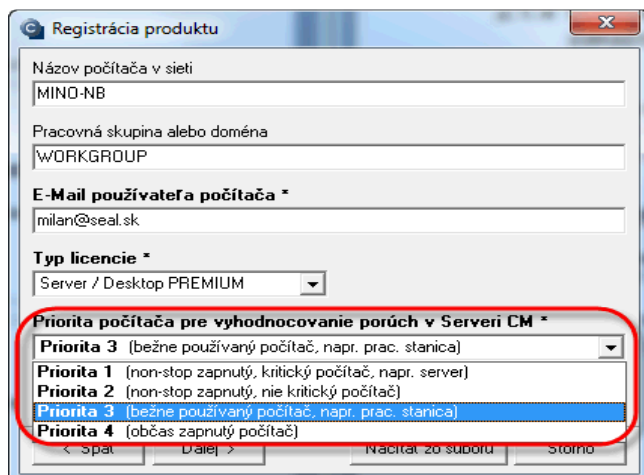 Registrácia produktu
Názov počítača v sieti
MINO-NB
Pracovná skupina alebo doména
WORKGROUP
E-Mail používateľa počítača *
milan@seal.sk
Typ licencie *
Server / Desktop PREMIUM
Priorita počítača pre vyhodnocovanie porúch v Serveri CM *
Priorita 3 (bežne používaný počítač, napr. prac. stanica)
Priorita 1 (non-stop zapnutý, kritický počítač, napr. server)
Priorita 2 (non-stop zapnutý, nie kritický počítač)
Priorita 3 (bežne používaný počítač, napr. prac. stanica)
Priorita 4 (občas zapnutý počítač)
< Späť Ďalej > Načítať zo súboru Storno